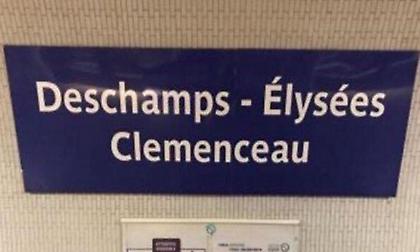 Deschamps - Élysées
Clemenceau